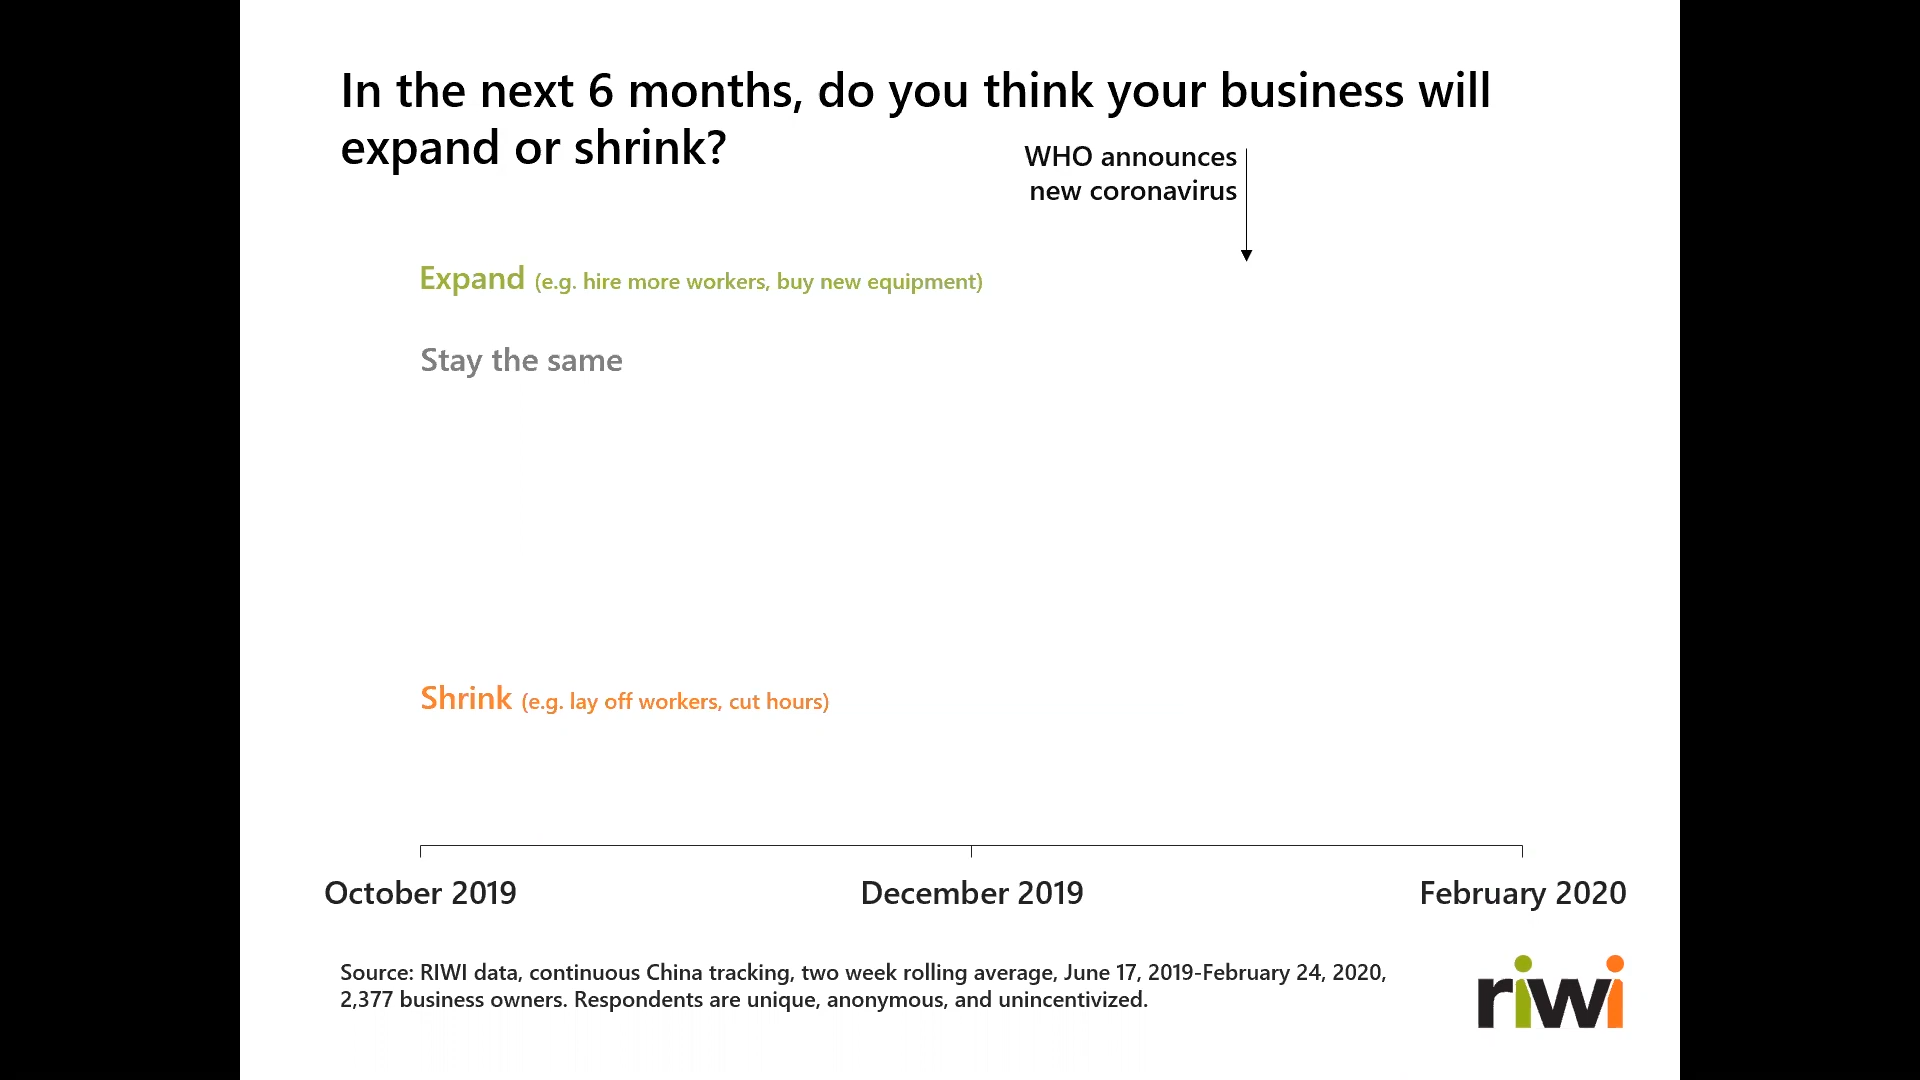 In the next 6 months, do you think your business will
expand or shrink?
WHO announces
new coronavirus
Expand (e.g. hire more workers, buy new equipment)
Stay the same
Shrink (e.g. lay off workers, cut hours)
October 2019
December 2019
February 2020
Source: RIWI data, continuous China tracking, two week rolling average, June 17, 2019-February 24, 2020,
2,377 business owners. Respondents are unique, anonymous, and unincentivized.
riwi